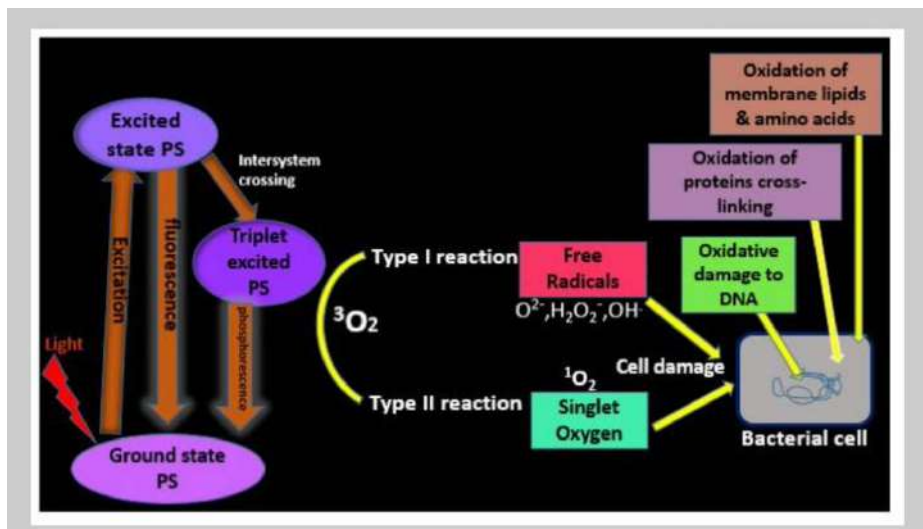 Excited
state PS
Intersystem
crossing
Triplet
excited
PS
Excitation
fluorescence
phosphorescence
Light
Ground state
PS
³O₂
Type I reaction
Free
Radicals
O²⁻,H₂O₂⁻,OH·
Type II reaction
¹O₂
Singlet
Oxygen
Cell damage
Oxidation of
membrane lipids
& amino acids
Oxidation of
proteins cross-
linking
Oxidative
damage to
DNA
Bacterial cell